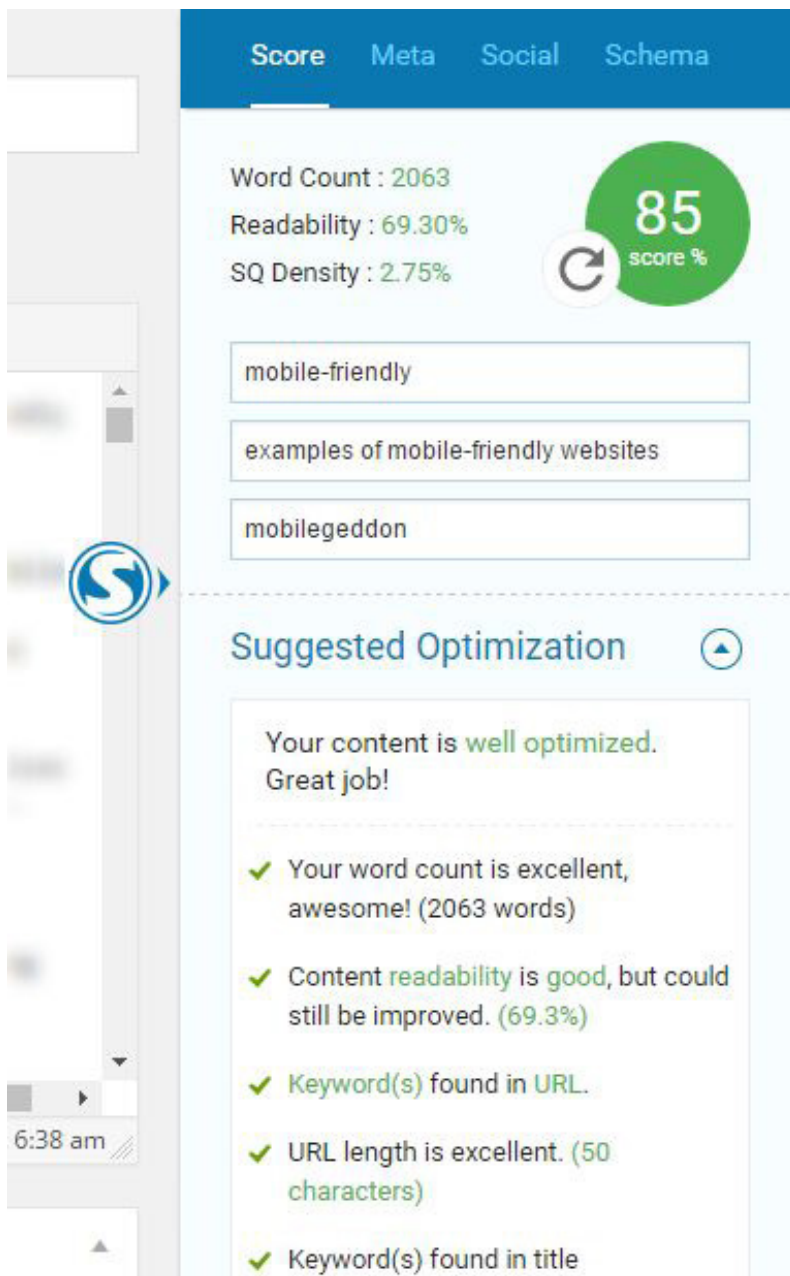 Score Meta Social Schema
Word Count : 2063
Readability : 69.30%
SQ Density : 2.75%
85
score %
mobile-friendly
examples of mobile-friendly websites
mobilegeddon
Suggested Optimization
Your content is well optimized.
Great job!
Your word count is excellent,
awesome! (2063 words)
Content readability is good, but could
still be improved. (69.3%)
Keyword(s) found in URL.
6:38 am
URL length is excellent. (50
characters)
Keyword(s) found in title